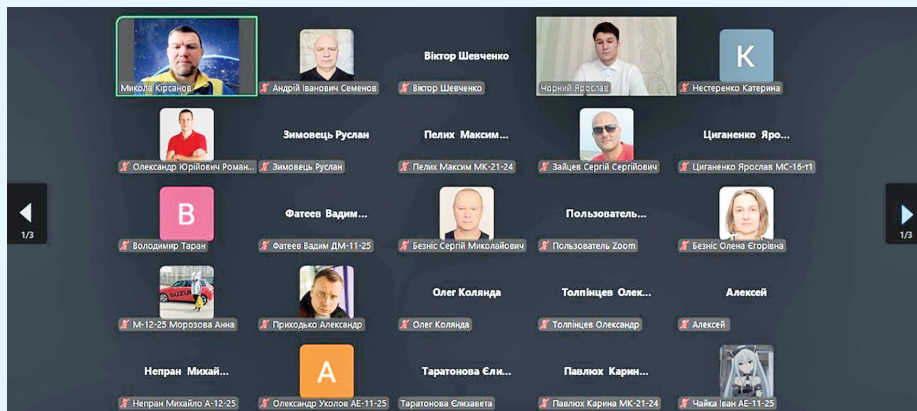 Віктор Шевченко
К
Микола Кірсанов
Андрій Іванович Семенов
Віктор Шевченко
Чорний Ярослав
Нестеренко Катерина
Зимовець Руслан
Пелих Максим...
Циганенко Яро...
Олександр Юрійович Роман...
Зимовець Руслан
Пелих Максим МК-21-24
Зайцев Сергій Сергійович
Циганенко Ярослав МС-16-т1
В
Фатеев Вадим...
Пользователь...
1/3
1/3
Володимир Таран
Фатеев Вадим ДМ-11-25
Безніс Сергій Миколайович
Пользователь Zoom
Безніс Олена Єгорівна
SUZUKI
Олег Колянда
Толпінцев Олек...
Алексей
М-12-25 Морозова Анна
Приходько Александр
Олег Колянда
Толпінцев Олександр
Алексей
Непран Михай...
А
Таратонова Єли...
Павлюх Карин...
Непран Михайло А-12-25
Олександр Уколов АЕ-11-25
Таратонова Єлизавета
Павлюх Карина МК-21-24
Чайка Іван АЕ-11-25